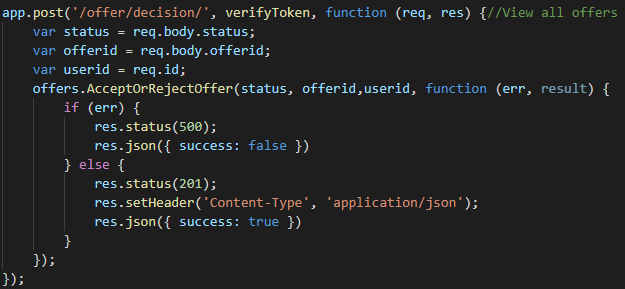 app.post('/offer/decision/', verifyToken, function (req, res) {//View all offers
    var status = req.body.status;
    var offerid = req.body.offerid;
    var userid = req.id;
    offers.AcceptOrRejectOffer(status, offerid,userid, function (err, result) {
        if (err) {
            res.status(500);
            res.json({ success: false })
        } else {
            res.status(201);
            res.setHeader('Content-Type', 'application/json');
            res.json({ success: true })
        }
    });
});